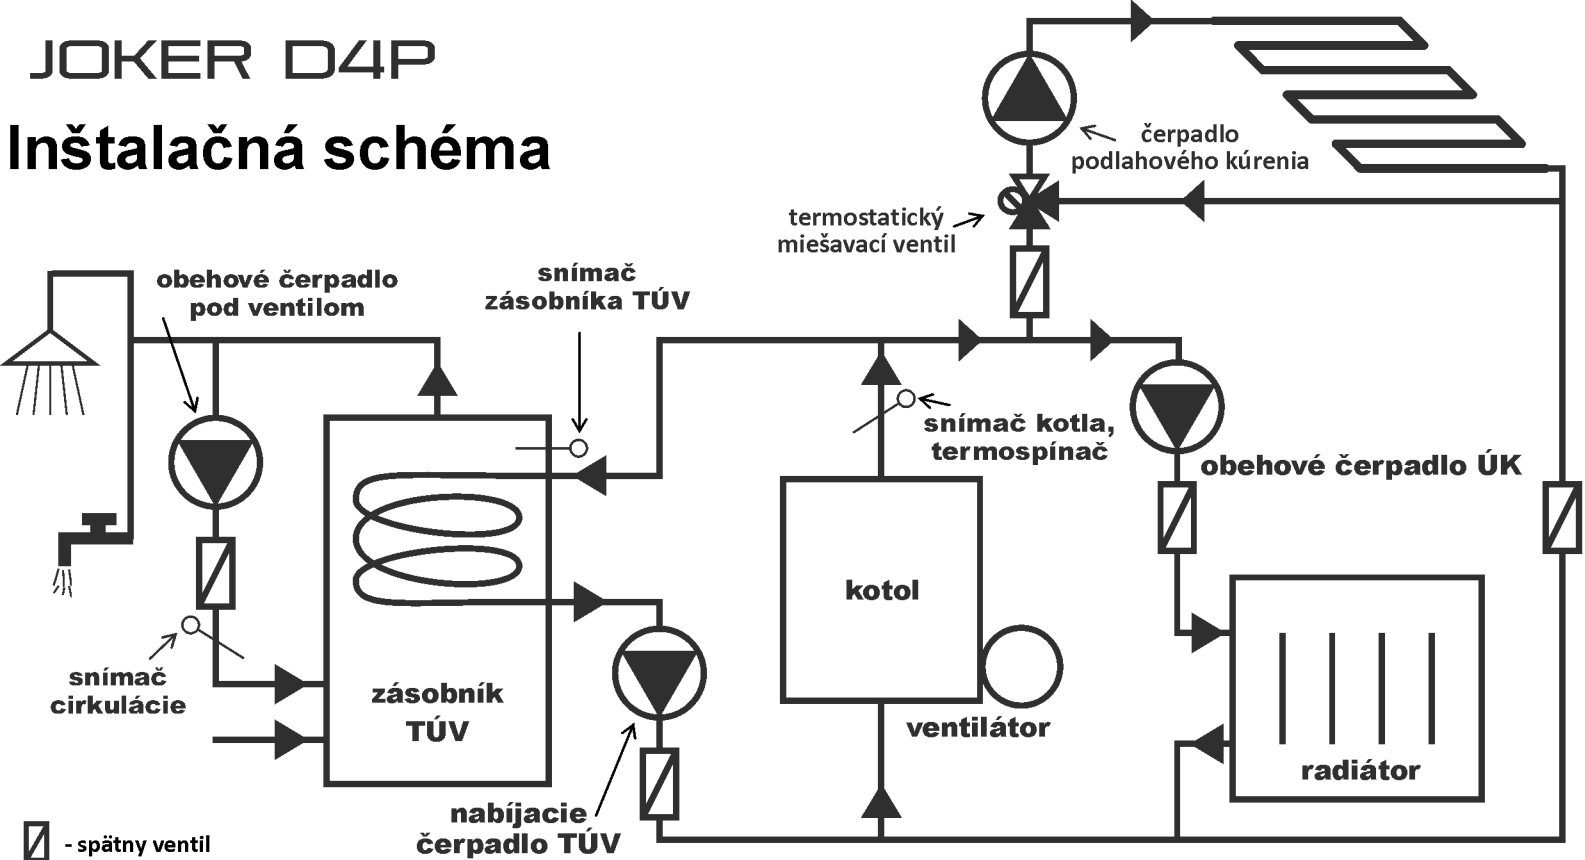 JOKER D4P
Inštalačná schéma
čerpadlo
podlahového kúrenia
termostatický
miešavací ventil
obehové čerpadlo
pod ventilom
snímač
zásobníka TÚV
snímač kotla,
termospínač
obehové čerpadlo ÚK
kotol
snímač
cirkulácie
zásobník
TÚV
ventilátor
radiátor
nabíjacie
čerpadlo TÚV
- spätny ventil